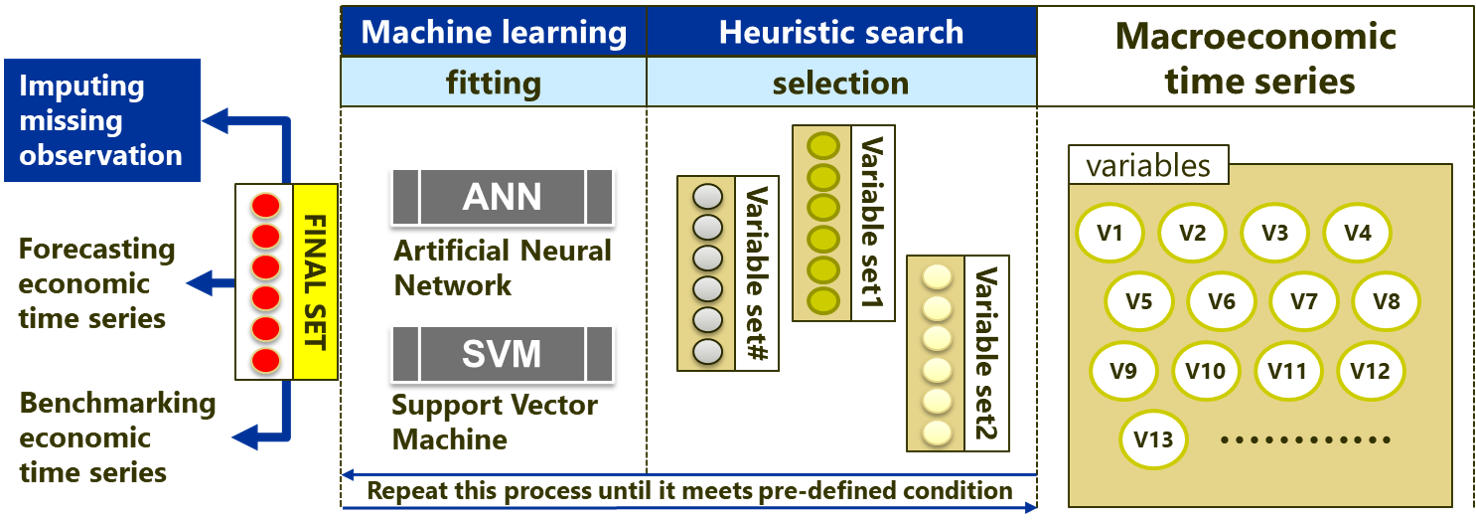 Machine learning
Heuristic search
Macroeconomic
time series
fitting
selection
Imputing
missing
observation
Forecasting
economic
time series
Benchmarking
economic
time series
FINAL SET
ANN
Artificial Neural
Network
SVM
Support Vector
Machine
Variable set#
Variable set1
Variable set2
variables
V1 V2 V3 V4
V5 V6 V7 V8
V9 V10 V11 V12
V13 ............
Repeat this process until it meets pre-defined condition